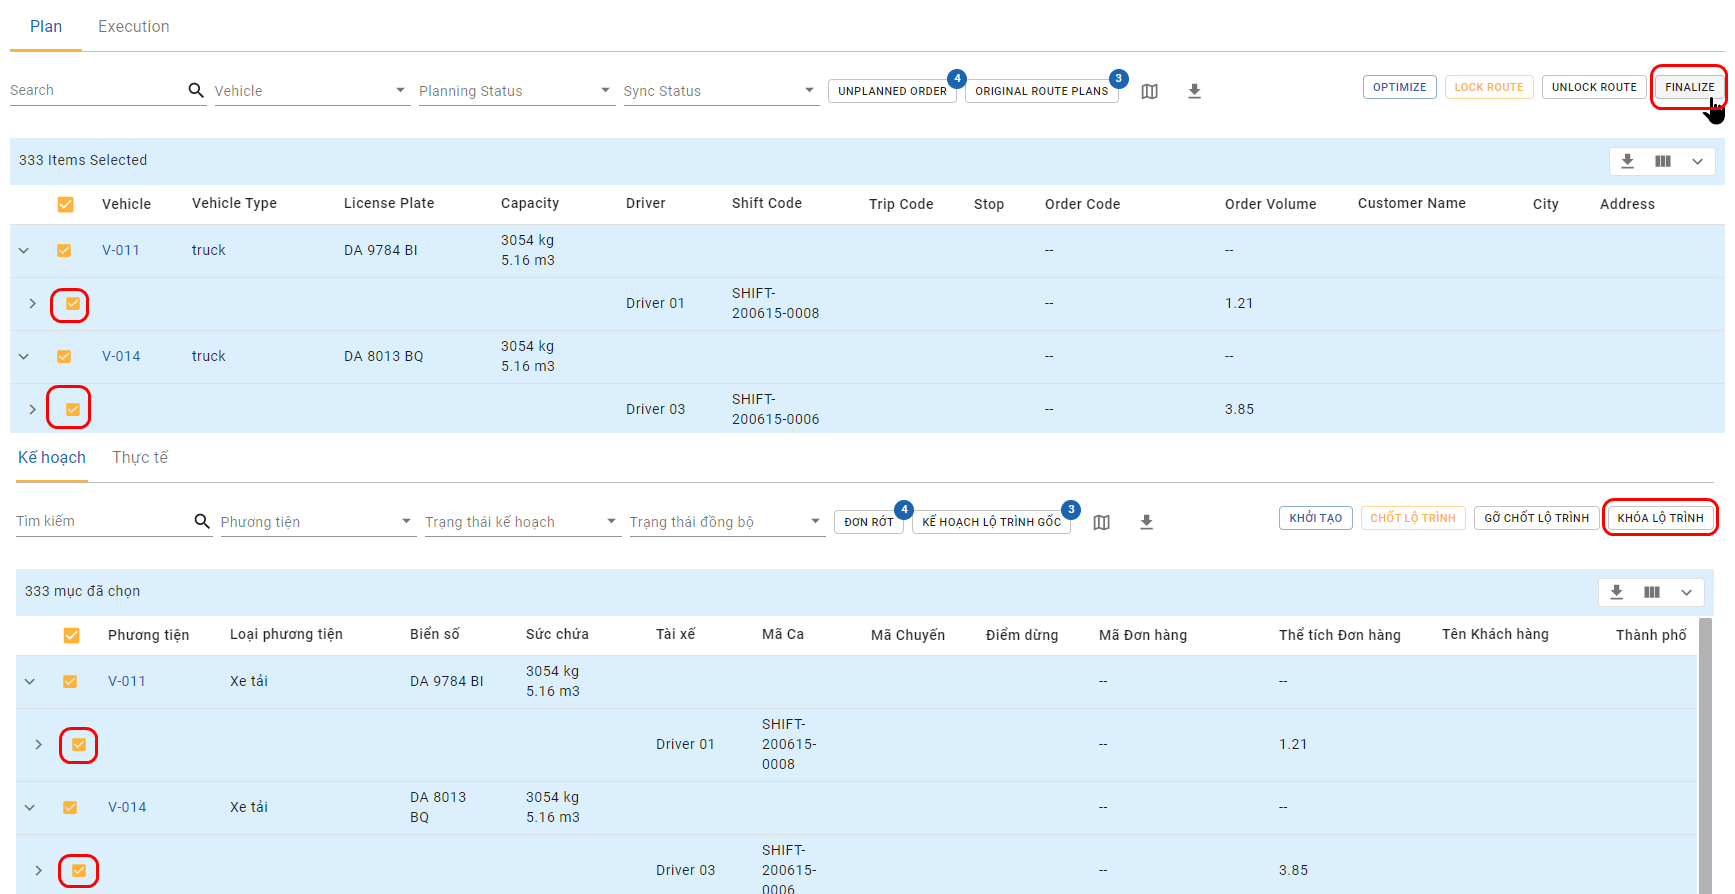 Plan Execution
4 3
Search Vehicle Planning Status Sync Status UNPLANNED ORDER ORIGINAL ROUTE PLANS OPTIMIZE LOCK ROUTE UNLOCK ROUTE FINALIZE
333 Items Selected
Vehicle Vehicle Type License Plate Capacity Driver Shift Code Trip Code Stop Order Code Order Volume Customer Name City Address
V-011 truck DA 9784 BI 3054 kg -- --
5.16 m3
Driver 01 SHIFT- -- 1.21
200615-0008
V-014 truck DA 8013 BQ 3054 kg -- --
5.16 m3
Driver 03 SHIFT- -- 3.85
200615-0006
Kế hoạch Thực tế
4 3
Tìm kiếm Phương tiện Trạng thái kế hoạch Trạng thái đồng bộ ĐƠN RỚT KẾ HOẠCH LỘ TRÌNH GỐC KHỞI TẠO CHỐT LỘ TRÌNH GỠ CHỐT LỘ TRÌNH KHÓA LỘ TRÌNH
333 mục đã chọn
Phương tiện Loại phương tiện Biển số Sức chứa Tài xế Mã Ca Mã Chuyến Điểm dừng Mã Đơn hàng Thể tích Đơn hàng Tên Khách hàng Thành phố
V-011 Xe tải DA 9784 BI 3054 kg -- --
5.16 m3
Driver 01 SHIFT- -- 1.21
200615-
0008
V-014 Xe tải DA 8013 3054 kg -- --
BQ 5.16 m3
Driver 03 SHIFT- -- 3.85
200615-
0006